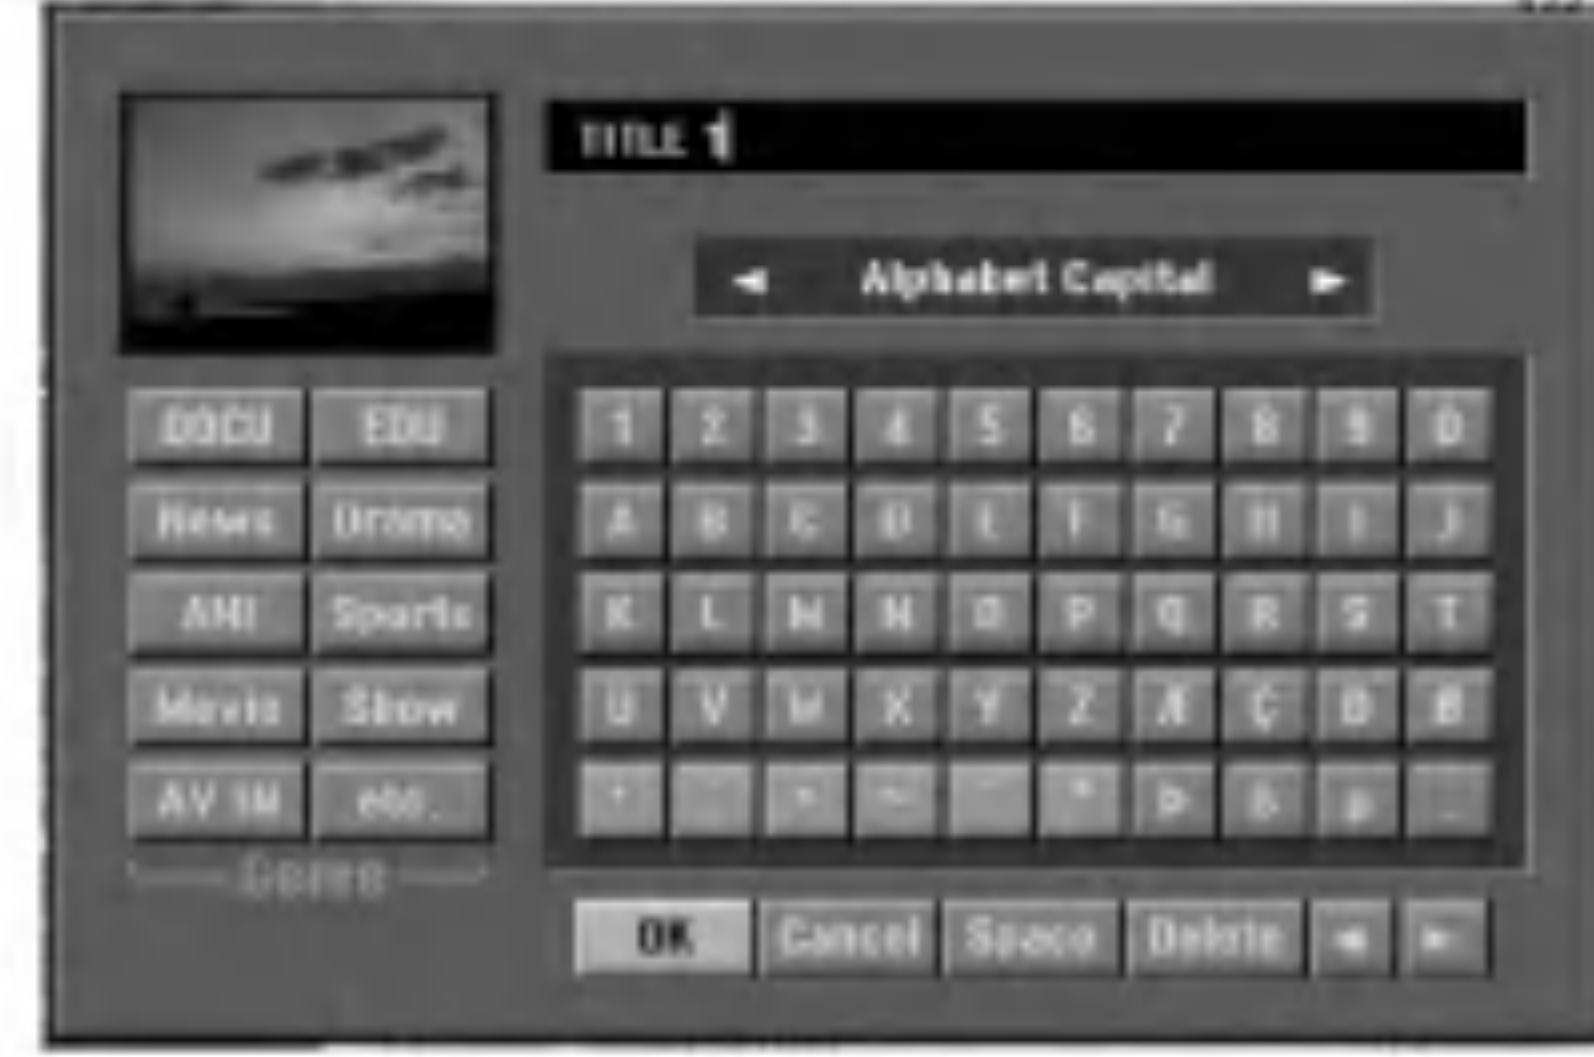 TITLE 1
◄ Alphabet Capital ►
DOCU EDU
News Drama
ANI Sports
Movie Show
AV IN etc.
Genre
1 2 3 4 5 6 7 8 9 0
A B C D E F G H I J
K L M N O P Q R S T
U V W X Y Z Æ Ç Ð Ø
OK Cancel Space Delete ◄ ►